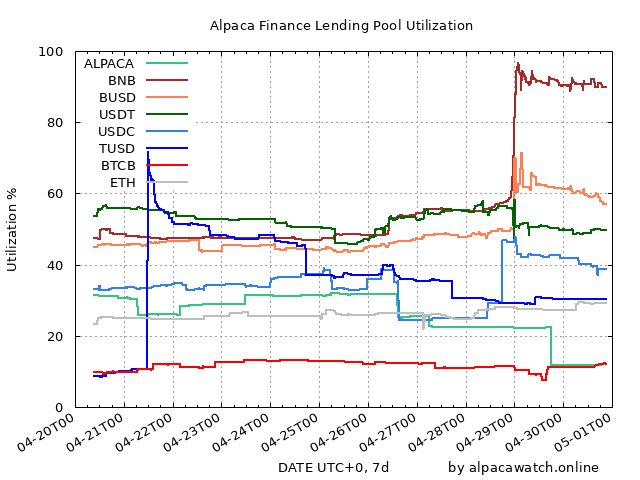 Alpaca Finance Lending Pool Utilization
Utilization %
100
80
60
40
20
0
ALPACA
BNB
BUSD
USDT
USDC
TUSD
BTCB
ETH
04-20T00
04-21T00
04-22T00
04-23T00
04-24T00
04-25T00
04-26T00
04-27T00
04-28T00
04-29T00
04-30T00
05-01T00
DATE UTC+0, 7d
by alpacawatch.online